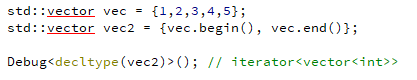 std::vector vec = {1,2,3,4,5};
std::vector vec2 = {vec.begin(), vec.end()};
Debug<decltype(vec2)>(); // iterator<vector<int>>